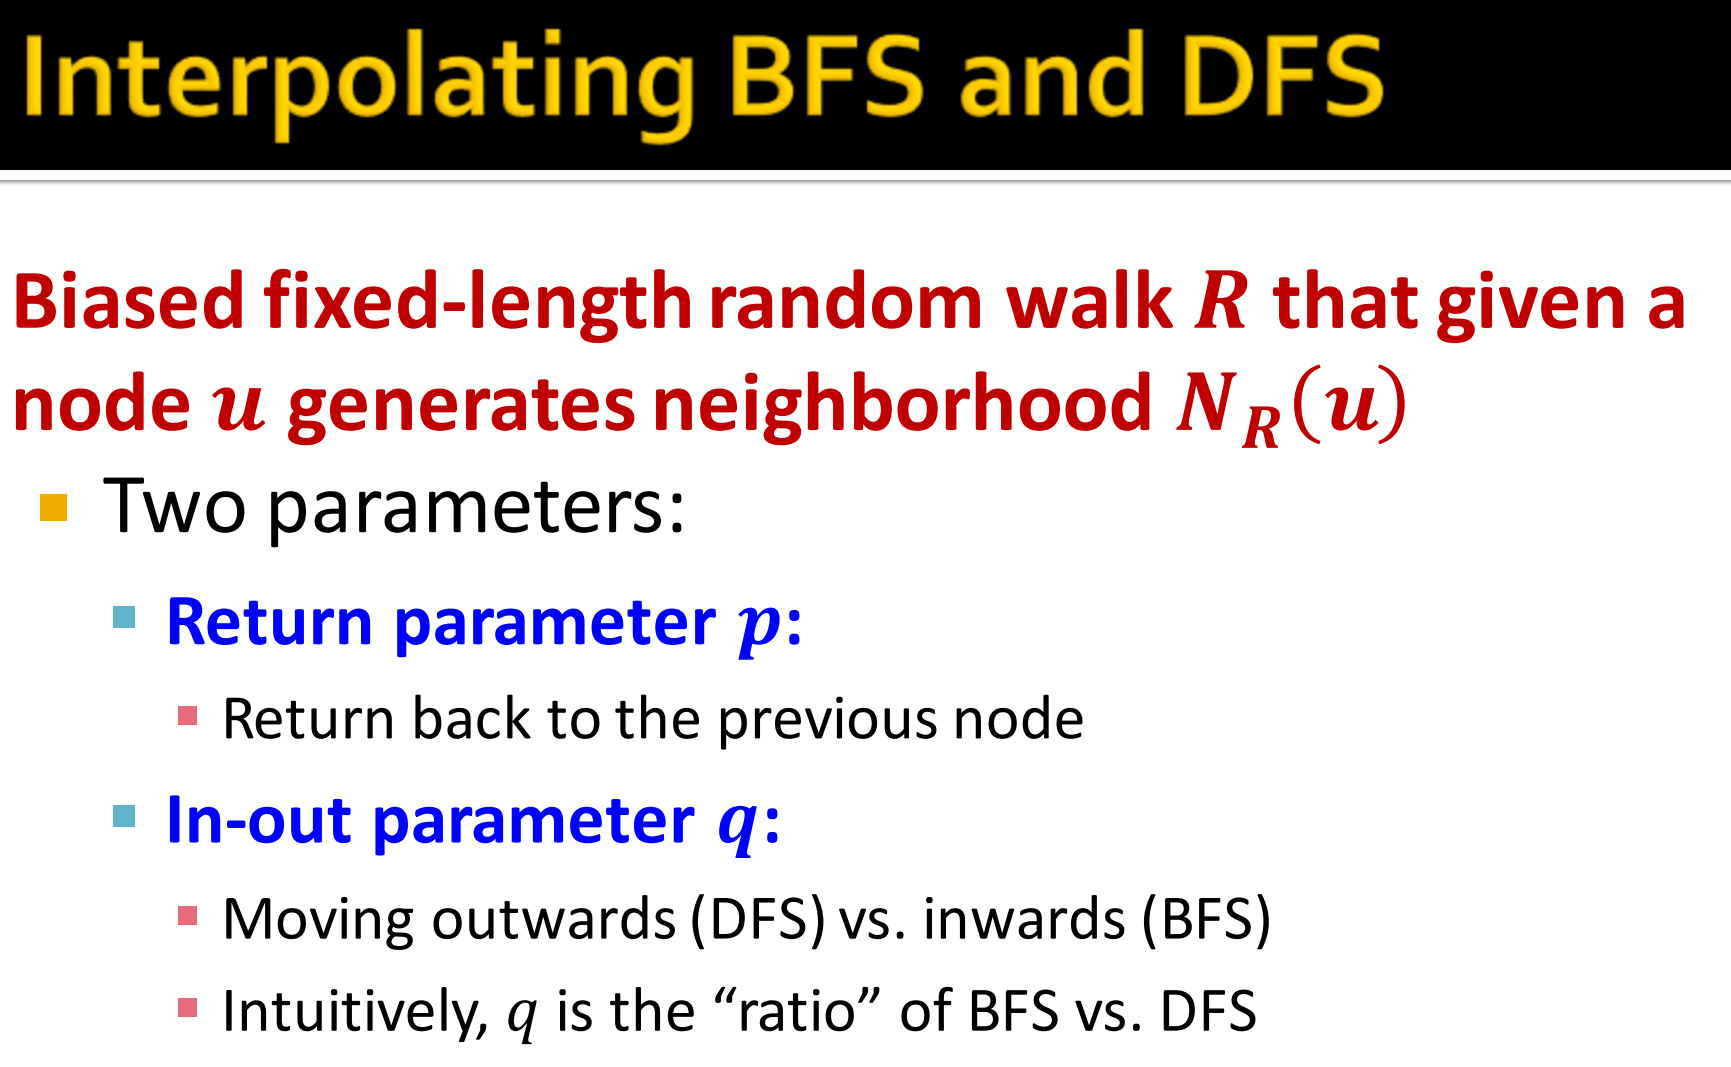 Interpolating BFS and DFS
Biased fixed-length random walk R that given a
node u generates neighborhood N_R(u)
Two parameters:
Return parameter p:
Return back to the previous node
In-out parameter q:
Moving outwards (DFS) vs. inwards (BFS)
Intuitively, q is the “ratio” of BFS vs. DFS